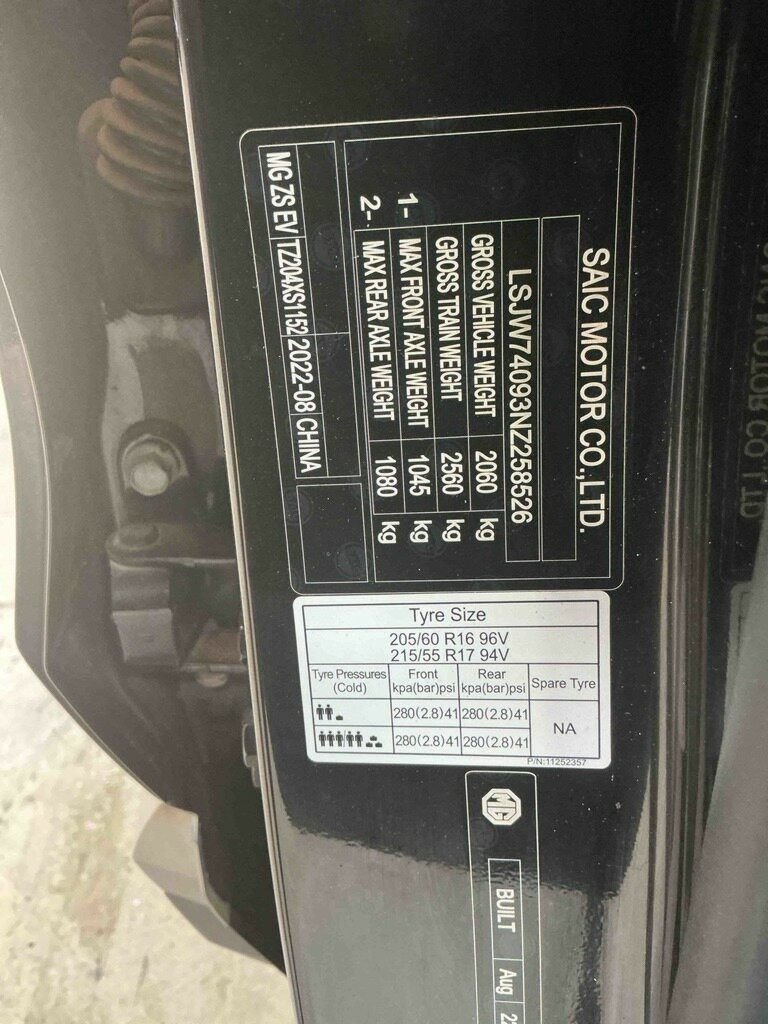 SAIC MOTOR CO.,LTD.
LSJW74093NZ258526
GROSS VEHICLE WEIGHT 2060 kg
GROSS TRAIN WEIGHT 2560 kg
1- MAX FRONT AXLE WEIGHT 1045 kg
2- MAX REAR AXLE WEIGHT 1080 kg
MG ZS EV TZ204XS1152 2022-08 CHINA
Tyre Size
205/60 R16 96V
215/55 R17 94V
Tyre Pressures (Cold) Front kpa(bar)psi Rear kpa(bar)psi Spare Tyre
280(2.8)41 280(2.8)41 NA
280(2.8)41 280(2.8)41
P/N:11252357
MG
BUILT Aug